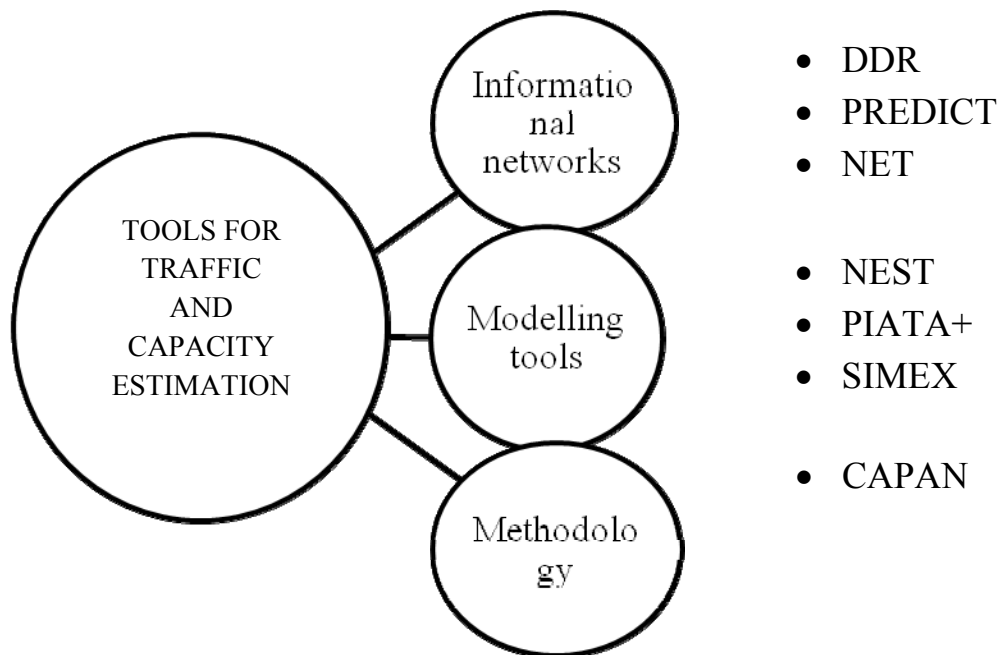 TOOLS FOR
TRAFFIC
AND
CAPACITY
ESTIMATION
Informatio
nal
networks
• DDR
• PREDICT
• NET
Modelling
tools
• NEST
• PIATA+
• SIMEX
Methodolo
gy
• CAPAN